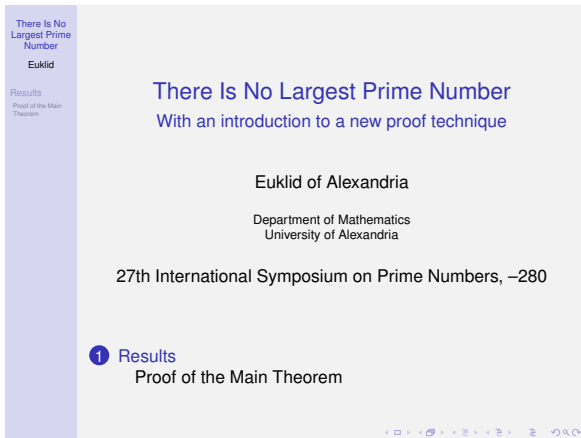 There Is No
Largest Prime
Number
Euklid
Results
Proof of the Main
Theorem
There Is No Largest Prime Number
With an introduction to a new proof technique
Euklid of Alexandria
Department of Mathematics
University of Alexandria
27th International Symposium on Prime Numbers, –280
1 Results
Proof of the Main Theorem